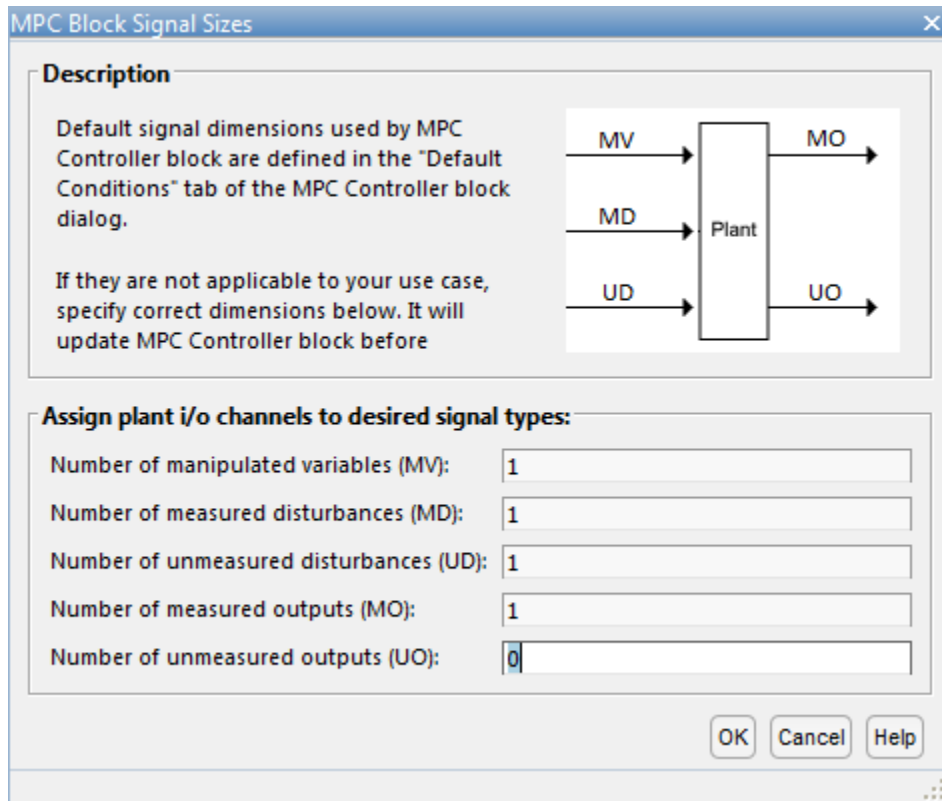 MPC Block Signal Sizes
Description
Default signal dimensions used by MPC
Controller block are defined in the "Default
Conditions" tab of the MPC Controller block
dialog.
If they are not applicable to your use case,
specify correct dimensions below. It will
update MPC Controller block before
MV
MO
MD
Plant
UD
UO
Assign plant i/o channels to desired signal types:
Number of manipulated variables (MV): 1
Number of measured disturbances (MD): 1
Number of unmeasured disturbances (UD): 1
Number of measured outputs (MO): 1
Number of unmeasured outputs (UO): 0
OK Cancel Help